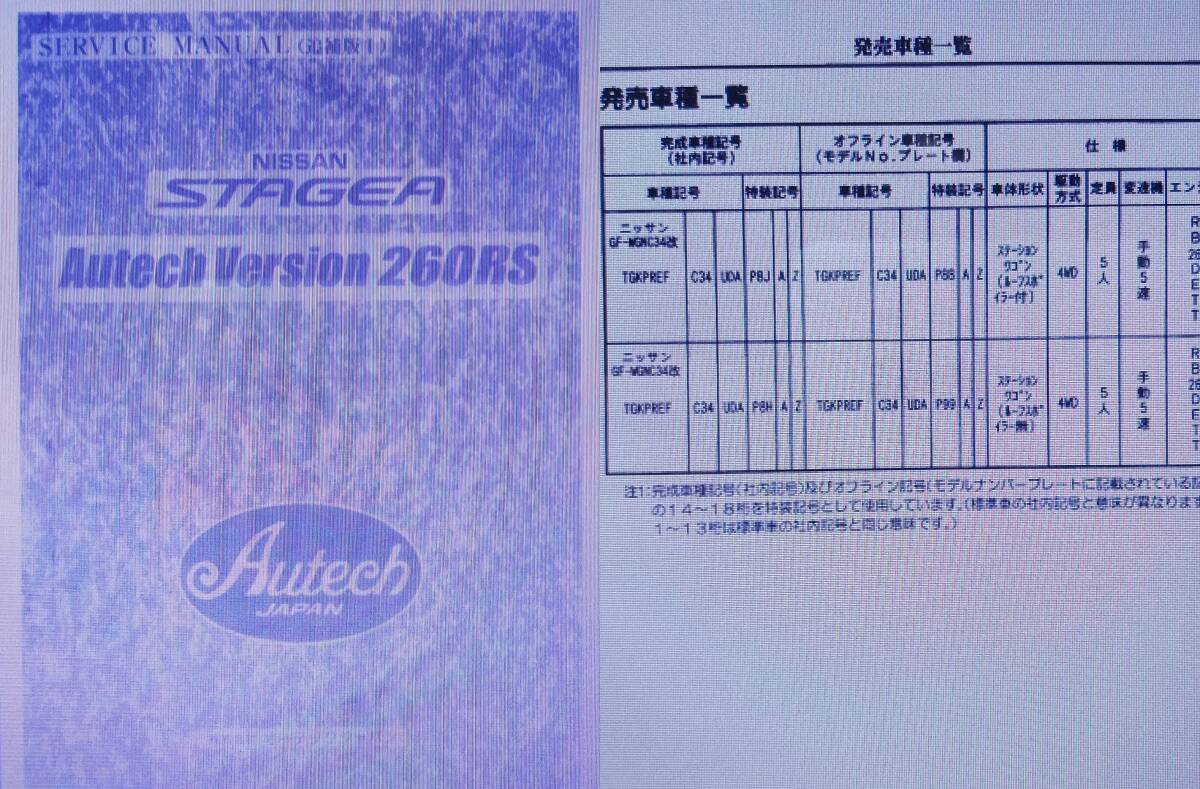 SERVICE MANUAL (追補版Ⅰ)
NISSAN
STAGEA
Autech Version 260RS
Autech
JAPAN
発売車種一覧
発売車種一覧
完成車種記号
(社内記号)
オフライン車種記号
(モデルNo.プレート欄)
仕様
車種記号 特装記号 車種記号 特装記号 車体形状 駆動方式 定員 変速機 エンジ
ニッサン
GF-WGNC34改
TGKPREF C34 UDA P8J A Z TGKPREF C34 UDA P88 A Z ステーションワゴン(ルーフスポイラー付) 4WD 5人 手動5速 RB26DETT
ニッサン
GF-WGNC34改
TGKPREF C34 UDA P8H A Z TGKPREF C34 UDA P99 A Z ステーションワゴン(ルーフスポイラー無) 4WD 5人 手動5速 RB26DETT
注1:完成車種記号(社内記号)及びオフライン記号(モデルナンバープレートに記載されている記
の14～18桁を特装記号として使用しています。(標準車の社内記号と意味が異なります
1～13桁は標準車の社内記号と同じ意味です。)